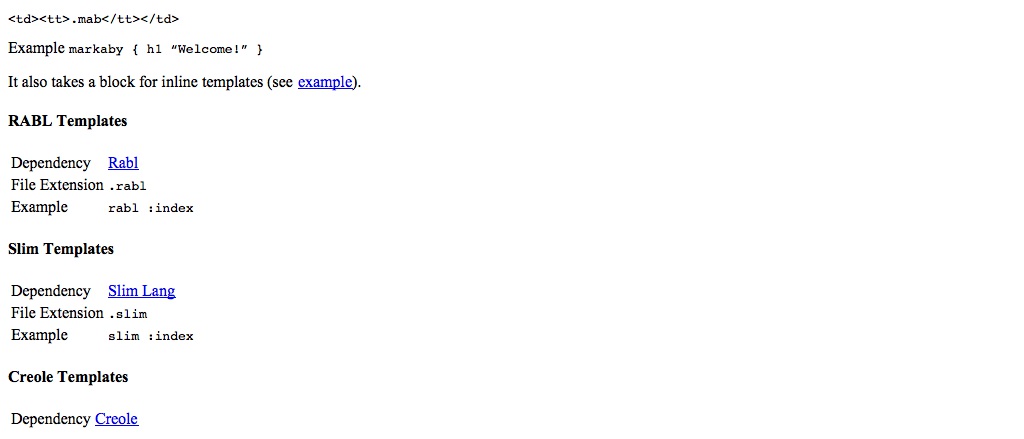 <td><tt>.mab</tt></td>
Example markaby { h1 “Welcome!” }
It also takes a block for inline templates (see example).
RABL Templates
Dependency Rabl
File Extension .rabl
Example rabl :index
Slim Templates
Dependency Slim Lang
File Extension .slim
Example slim :index
Creole Templates
Dependency Creole